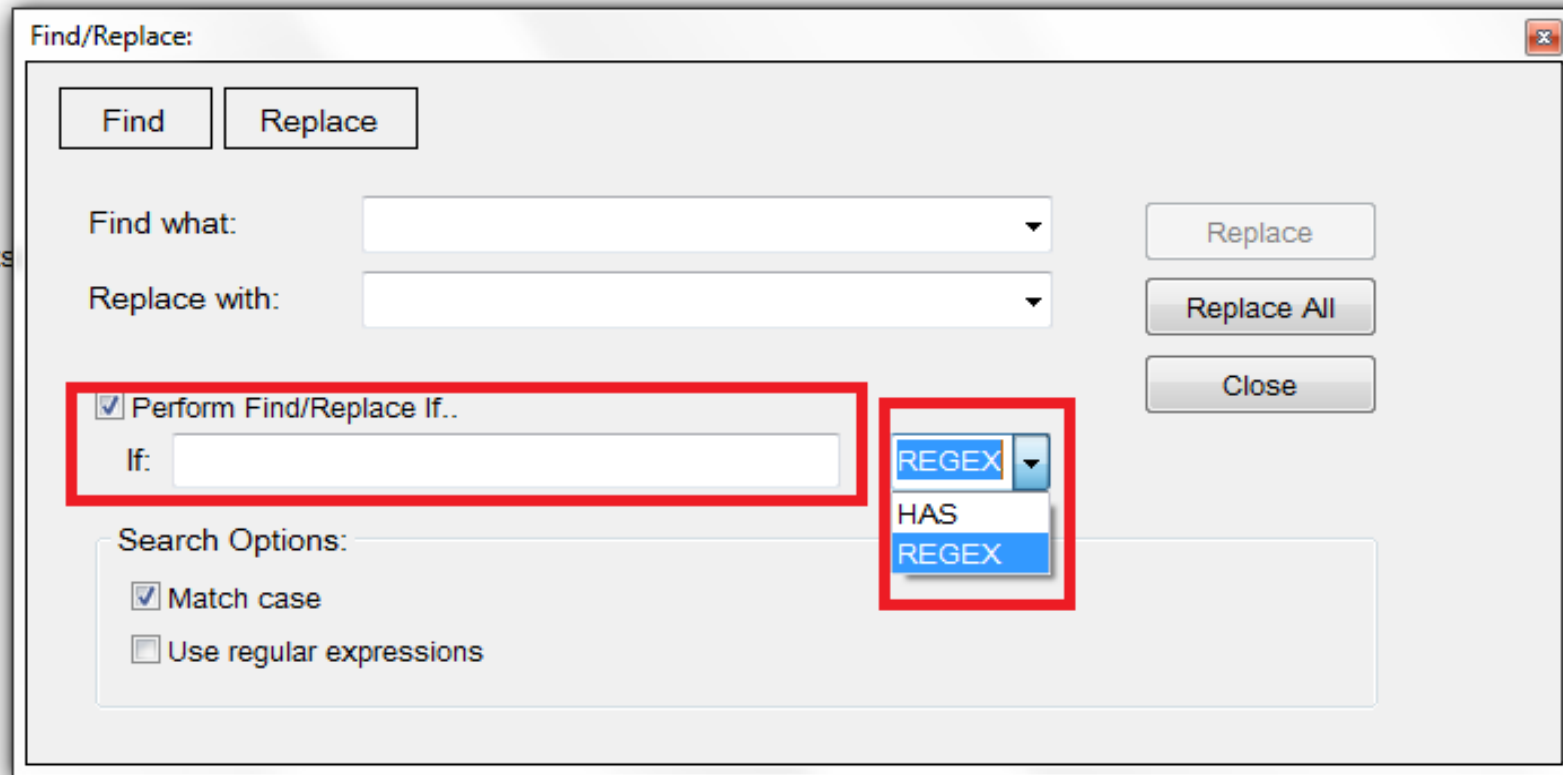 Find/Replace:
Find Replace
Find what:
Replace
Replace with:
Replace All
Close
Perform Find/Replace If..
If: REGEX
HAS
REGEX
Search Options:
Match case
Use regular expressions